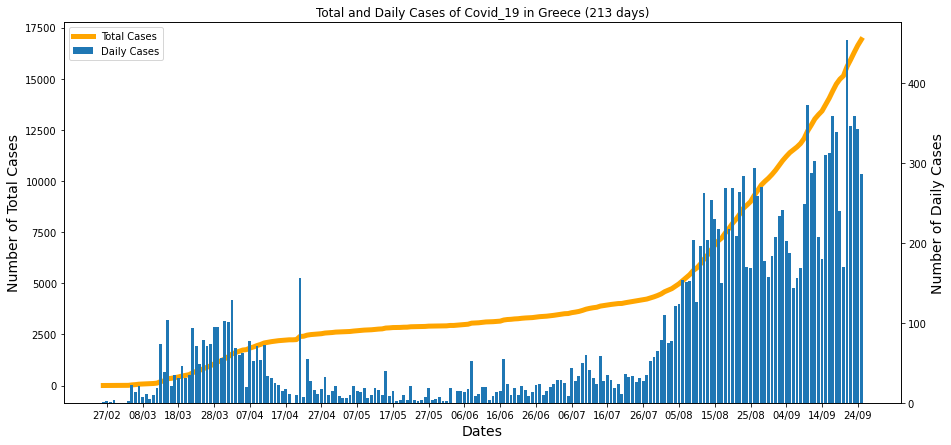 Total and Daily Cases of Covid_19 in Greece (213 days)
Total Cases
Daily Cases
Number of Total Cases
17500
15000
12500
10000
7500
5000
2500
0
Number of Daily Cases
400
300
200
100
0
27/02 08/03 18/03 28/03 07/04 17/04 27/04 07/05 17/05 27/05 06/06 16/06 26/06 06/07 16/07 26/07 05/08 15/08 25/08 04/09 14/09 24/09
Dates